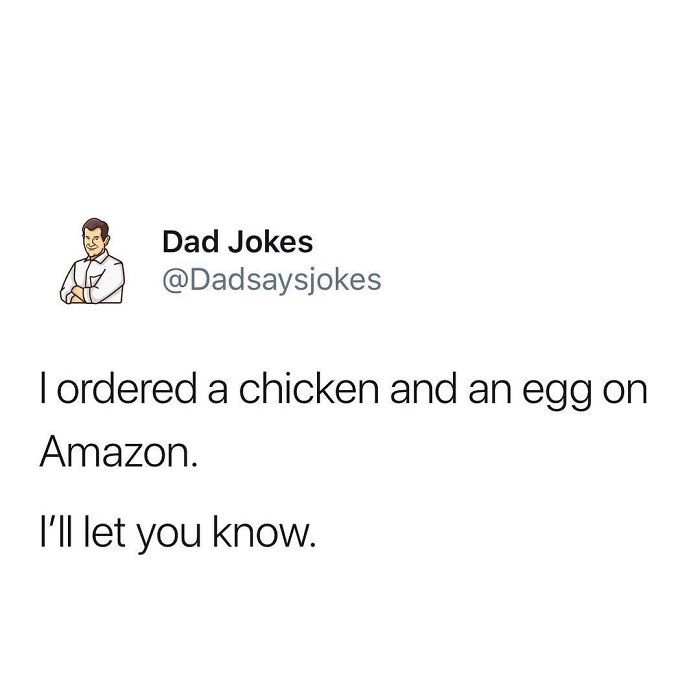 Dad Jokes
@Dadsaysjokes
I ordered a chicken and an egg on
Amazon.
I’ll let you know.